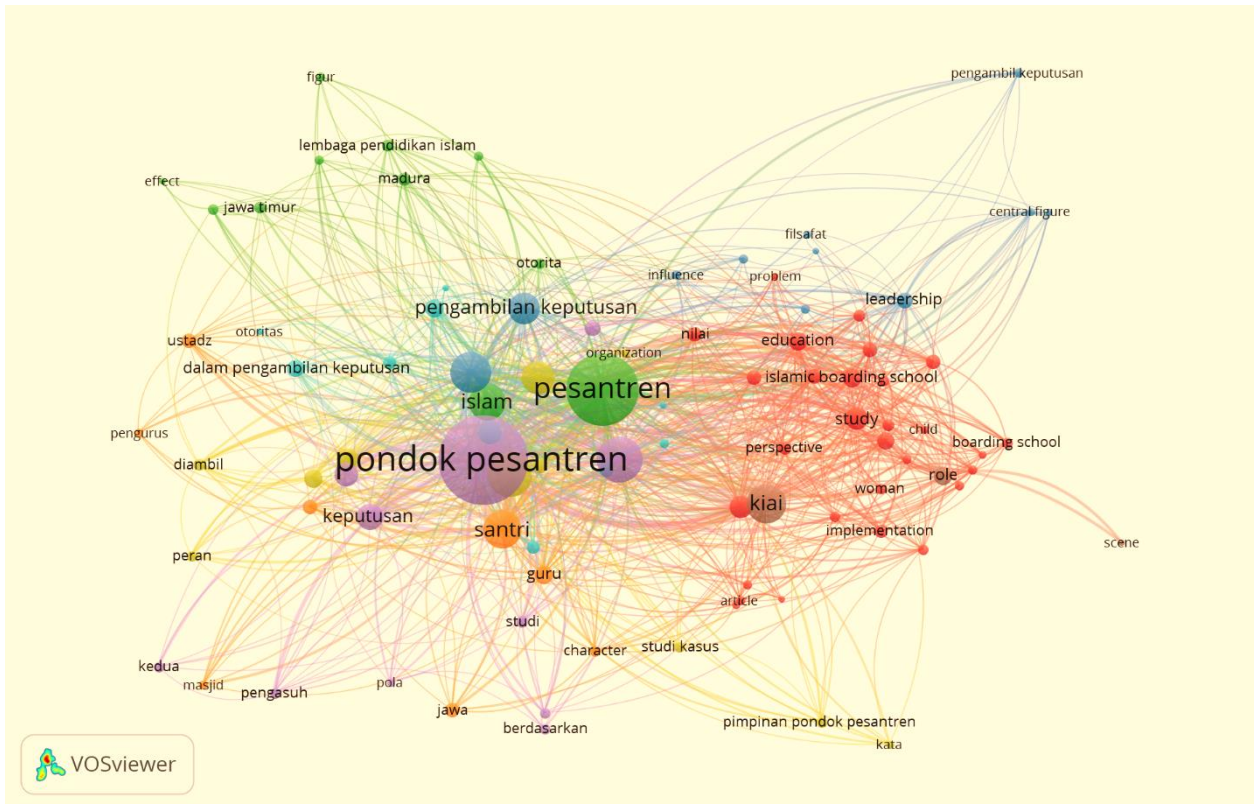 figur
pengambil keputusan
lembaga pendidikan islam
effect
madura
jawa timur
central figure
filsafat
otorita
influence
problem
pengambilan keputusan
leadership
ustadz
otoritas
nilai
education
organization
dalam pengambilan keputusan
islamic boarding school
pesantren
islam
study
child
pengurus
boarding school
perspective
diambil
pondok pesantren
role
woman
kiai
keputusan
santri
implementation
scene
peran
guru
article
studi
character
studi kasus
kedua
masjid
pengasuh
pola
jawa
berdasarkan
pimpinan pondok pesantren
kata
VOSviewer